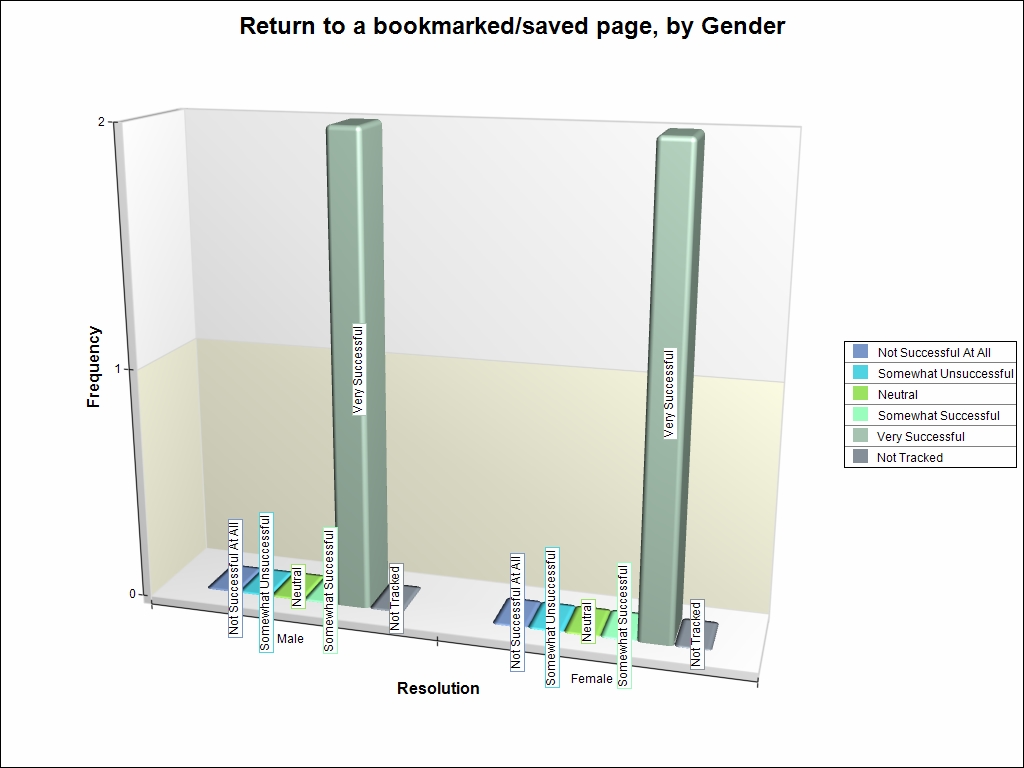 Return to a bookmarked/saved page, by Gender
2
1
0
Frequency
Very Successful
Very Successful
Not Successful At All
Somewhat Unsuccessful
Neutral
Somewhat Successful
Not Tracked
Not Successful At All
Somewhat Unsuccessful
Neutral
Somewhat Successful
Not Tracked
Male
Female
Resolution
Not Successful At All
Somewhat Unsuccessful
Neutral
Somewhat Successful
Very Successful
Not Tracked